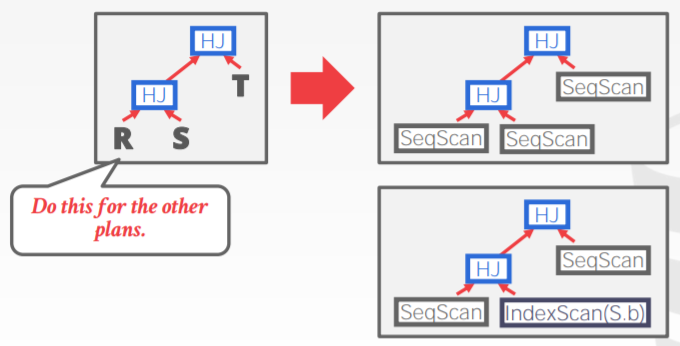 HJ
HJ
T
R S
Do this for the other
plans.
HJ
HJ
SeqScan
SeqScan SeqScan
HJ
HJ
SeqScan
SeqScan IndexScan(S.b)